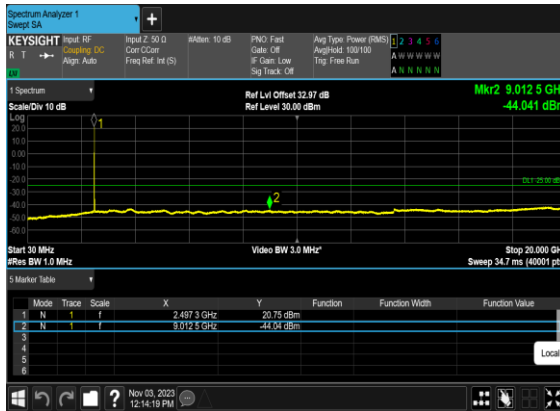 Spectrum Analyzer 1
Swept SA
+
KEYSIGHT Input: RF Input Z: 50 Ω #Atten: 10 dB PNO: Fast Avg Type: Power (RMS) 1 2 3 4 5 6
R T Coupling: DC Corr CCorr Gate: Off Avg|Hold: 100/100 A W W W W W
Align: Auto Freq Ref: Int (S) IF Gain: Low Trig: Free Run
Sig Track: Off A N N N N N
1 Spectrum
Ref Lvl Offset 32.97 dB Mkr2 9.012 5 GH
Scale/Div 10 dB Ref Level 30.00 dBm -44.041 dB
Log
1
20.0
10.0
0.00
-10.0
-20.0
DL1 -25.00 dB
-30.0
2
-40.0
-50.0
-60.0
Start 30 MHz Video BW 3.0 MHz* Stop 20.000 GH
#Res BW 1.0 MHz Sweep 34.7 ms (40001 pt
5 Marker Table
Mode Trace Scale X Y Function Function Width Function Value
1 N 1 f 2.497 3 GHz 20.75 dBm
2 N 1 f 9.012 5 GHz -44.04 dBm
3
4
5
6
Local
?
Nov 03, 2023
12:14:19 PM